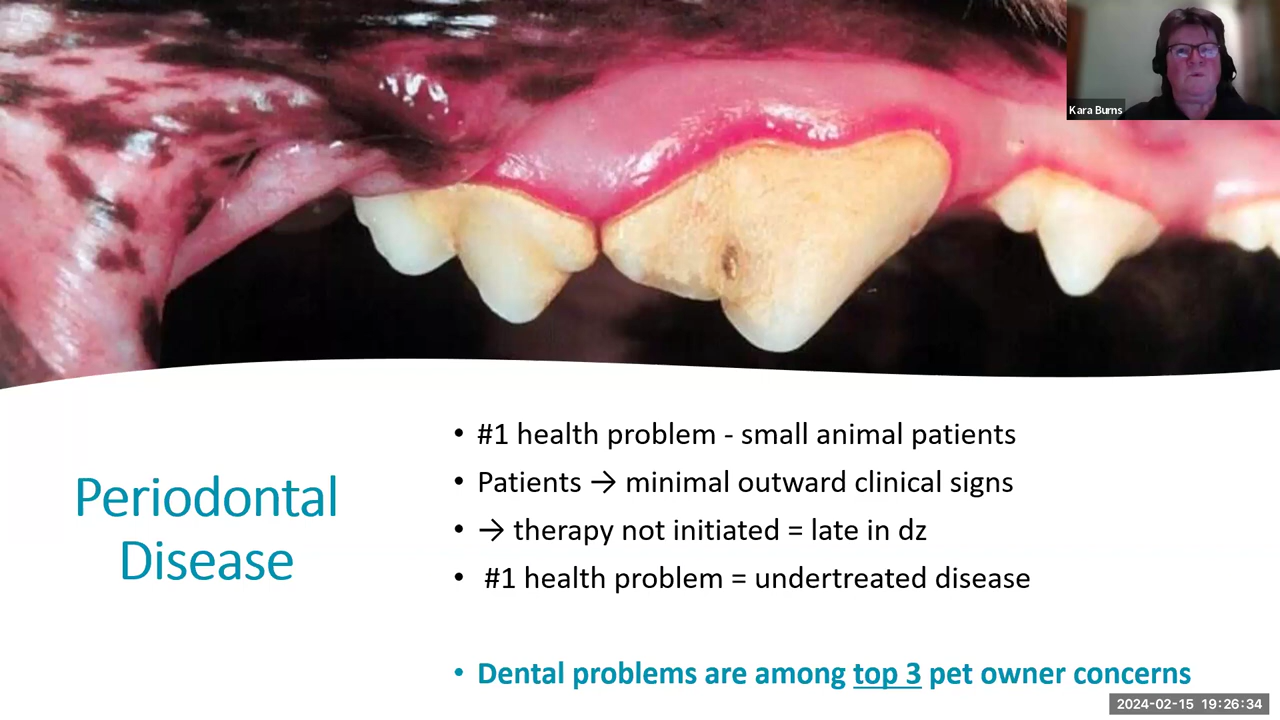 Kara Burns
Periodontal
Disease
• #1 health problem - small animal patients
• Patients → minimal outward clinical signs
• → therapy not initiated = late in dz
• #1 health problem = undertreated disease
• Dental problems are among top 3 pet owner concerns
2024-02-15 19:26:34